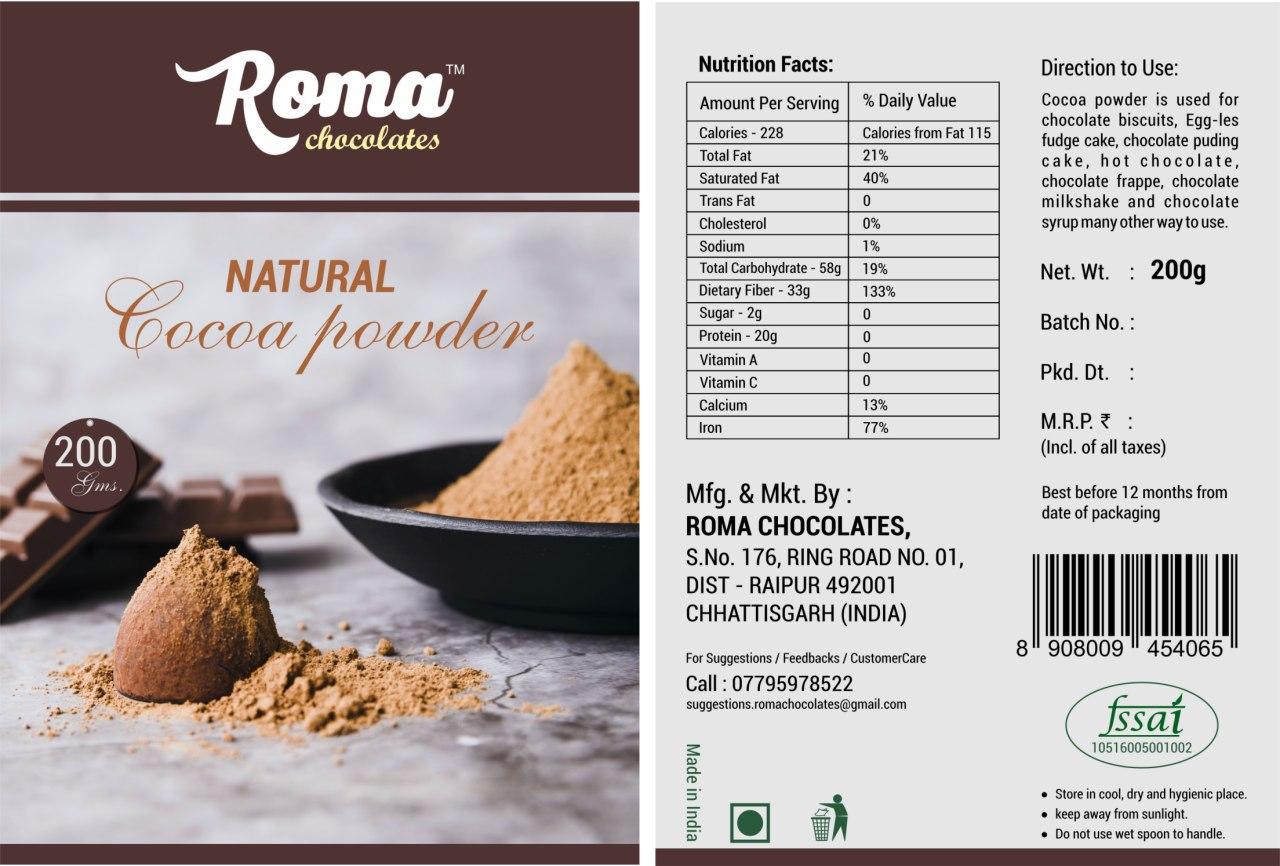 Roma™
chocolates
NATURAL
Cocoa powder
200
Gms.
Nutrition Facts:
Amount Per Serving % Daily Value
Calories - 228 Calories from Fat 115
Total Fat 21%
Saturated Fat 40%
Trans Fat 0
Cholesterol 0%
Sodium 1%
Total Carbohydrate - 58g 19%
Dietary Fiber - 33g 133%
Sugar - 2g 0
Protein - 20g 0
Vitamin A 0
Vitamin C 0
Calcium 13%
Iron 77%
Mfg. & Mkt. By :
ROMA CHOCOLATES,
S.No. 176, RING ROAD NO. 01,
DIST - RAIPUR 492001
CHHATTISGARH (INDIA)
For Suggestions / Feedbacks / CustomerCare
Call : 07795978522
suggestions.romachocolates@gmail.com
Made in India
Direction to Use:
Cocoa powder is used for
chocolate biscuits, Egg-les
fudge cake, chocolate puding
cake, hot chocolate,
chocolate frappe, chocolate
milkshake and chocolate
syrup many other way to use.
Net. Wt. : 200g
Batch No. :
Pkd. Dt. :
M.R.P. ₹ :
(Incl. of all taxes)
Best before 12 months from
date of packaging
8 908009 454065
fssai
10516005001002
• Store in cool, dry and hygienic place.
• keep away from sunlight.
• Do not use wet spoon to handle.